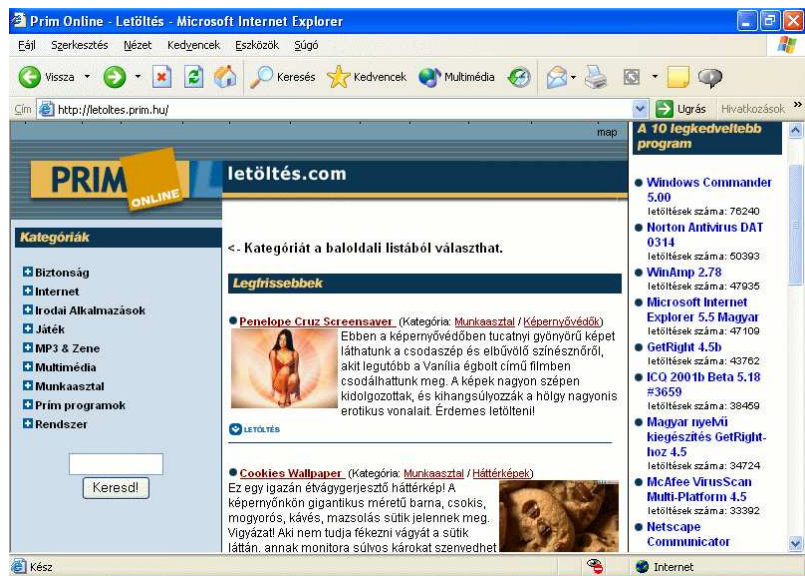 Prim Online - Letöltés - Microsoft Internet Explorer
Fájl Szerkesztés Nézet Kedvencek Eszközök Súgó
Vissza Keresés Kedvencek Multimédia
Cím http://letoltes.prim.hu/ Ugrás Hivatkozások »
map
PRIM ONLINE
letöltés.com
Kategóriák
Biztonság
Internet
Irodai Alkalmazások
Játék
MP3 & Zene
Multimédia
Munkaasztal
Prím programok
Rendszer
Keresd!
<- Kategóriát a baloldali listából választhat.
Legfrissebbek
Penelope Cruz Screensaver (Kategória: Munkaasztal / Képernyővédők)
Ebben a képernyővédőben tucatnyi gyönyörű képet
láthatunk a csodaszép és elbűvölő színésznőről,
akit legutóbb a Vanília égbolt című filmben
csodálhattunk meg. A képek nagyon szépen
kidolgozottak, és kihangsúlyozzák a hölgy nagyonis
erotikus vonalait. Érdemes letölteni!
LETÖLTÉS
Cookies Wallpaper (Kategória: Munkaasztal / Háttérképek)
Ez egy igazán étvágygerjesztő háttérkép! A
képernyőnkön gigantikus méretű barna, csokis,
mogyorós, kávés, mazsolás sütik jelennek meg.
Vigyázat! Aki nem tudja fékezni vágyát a sütik
láttán, annak monitora súlyos károkat szenvedhet
A 10 legkedveltebb
program
Windows Commander
5.00
letöltések száma: 76240
Norton Antivirus DAT
0314
letöltések száma: 50393
WinAmp 2.78
letöltések száma: 47935
Microsoft Internet
Explorer 5.5 Magyar
letöltések száma: 47109
GetRight 4.5b
letöltések száma: 43762
ICQ 2001b Beta 5.18
#3659
letöltések száma: 38459
Magyar nyelvű
kiegészítés GetRight-
hoz 4.5
letöltések száma: 34724
McAfee VirusScan
Multi-Platform 4.5
letöltések száma: 33392
Netscape
Communicator
Kész
Internet